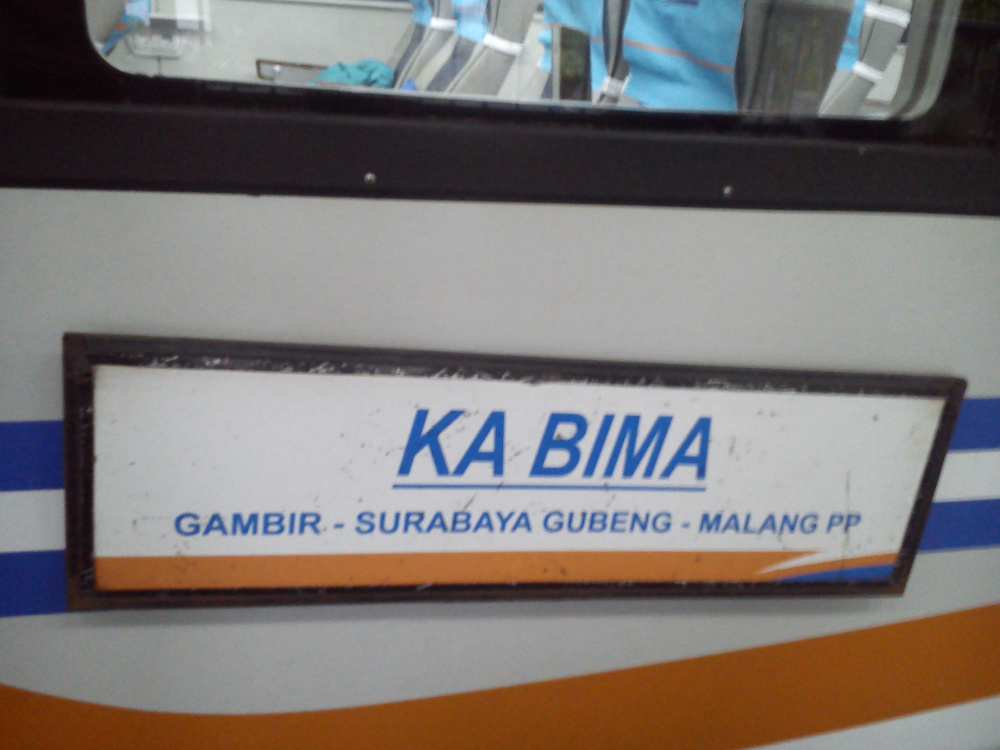 KA BIMA
GAMBIR - SURABAYA GUBENG - MALANG PP